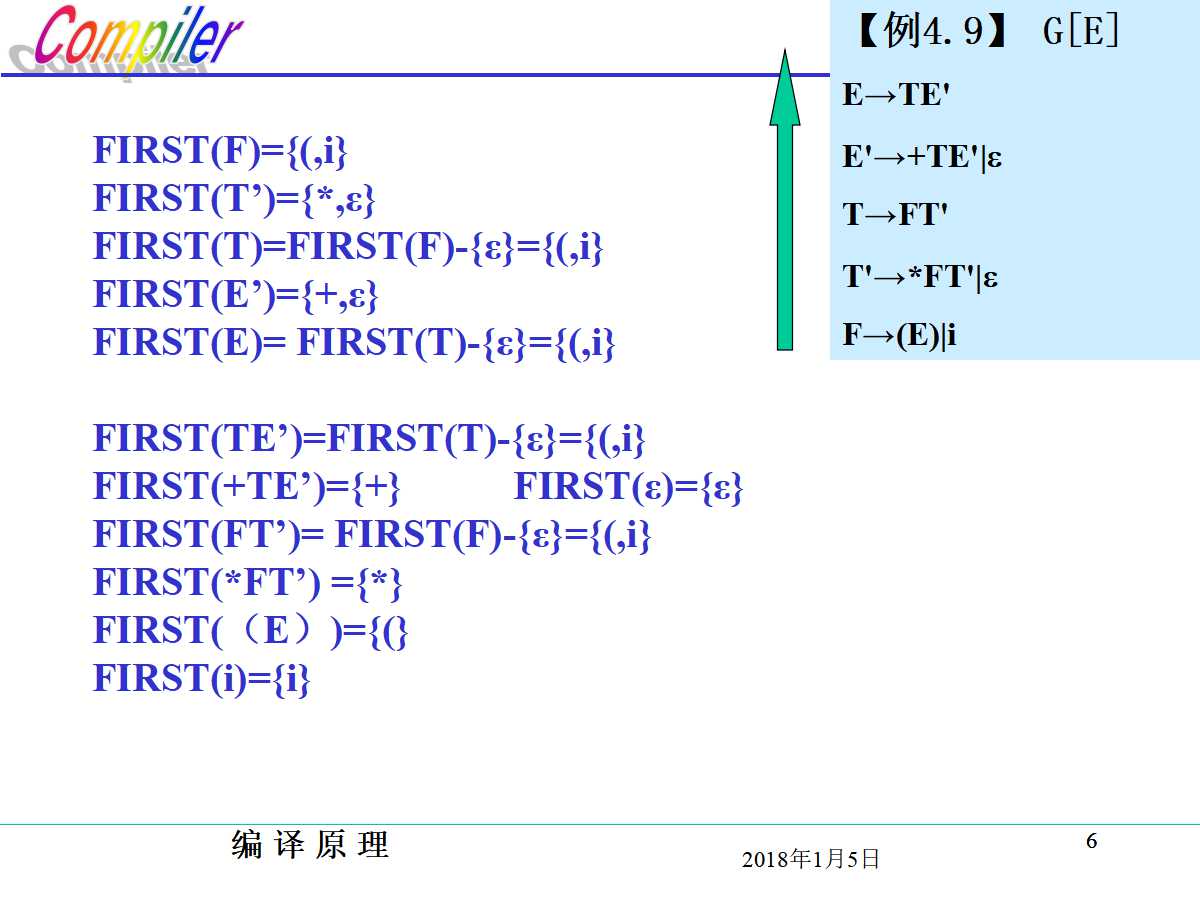 Compiler
【例4.9】 G[E]
E→TE'
E'→+TE'|ε
T→FT'
T'→*FT'|ε
F→(E)|i
FIRST(F)={(,i}
FIRST(T’)={*,ε}
FIRST(T)=FIRST(F)-{ε}={(,i}
FIRST(E’)={+,ε}
FIRST(E)= FIRST(T)-{ε}={(,i}
FIRST(TE’)=FIRST(T)-{ε}={(,i}
FIRST(+TE’)={+} FIRST(ε)={ε}
FIRST(FT’)= FIRST(F)-{ε}={(,i}
FIRST(*FT’) ={*}
FIRST(（E）)={(}
FIRST(i)={i}
编 译 原 理
2018年1月5日
6